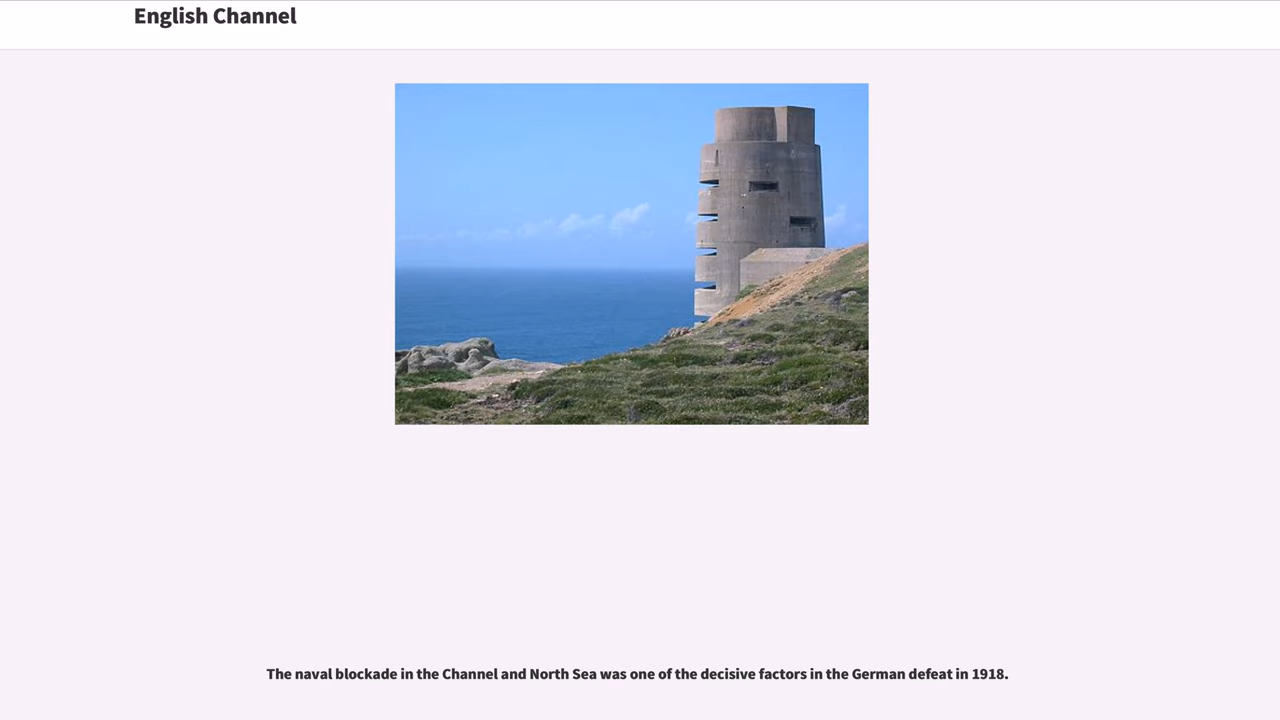 English Channel
The naval blockade in the Channel and North Sea was one of the decisive factors in the German defeat in 1918.